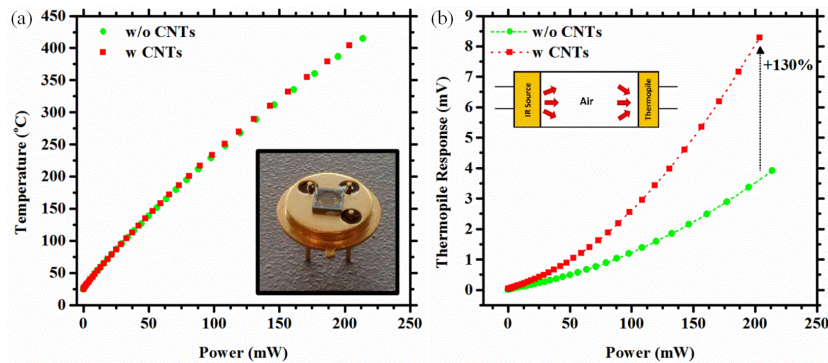 (a)
450
400
350
300
250
200
150
100
50
0
Temperature (°C)
w/o CNTs
w CNTs
0 50 100 150 200 250
Power (mW)
(b)
9
8
7
6
5
4
3
2
1
0
Thermopile Response (mV)
w/o CNTs
w CNTs
+130%
IR Source
Air
Thermopile
0 50 100 150 200 250
Power (mW)